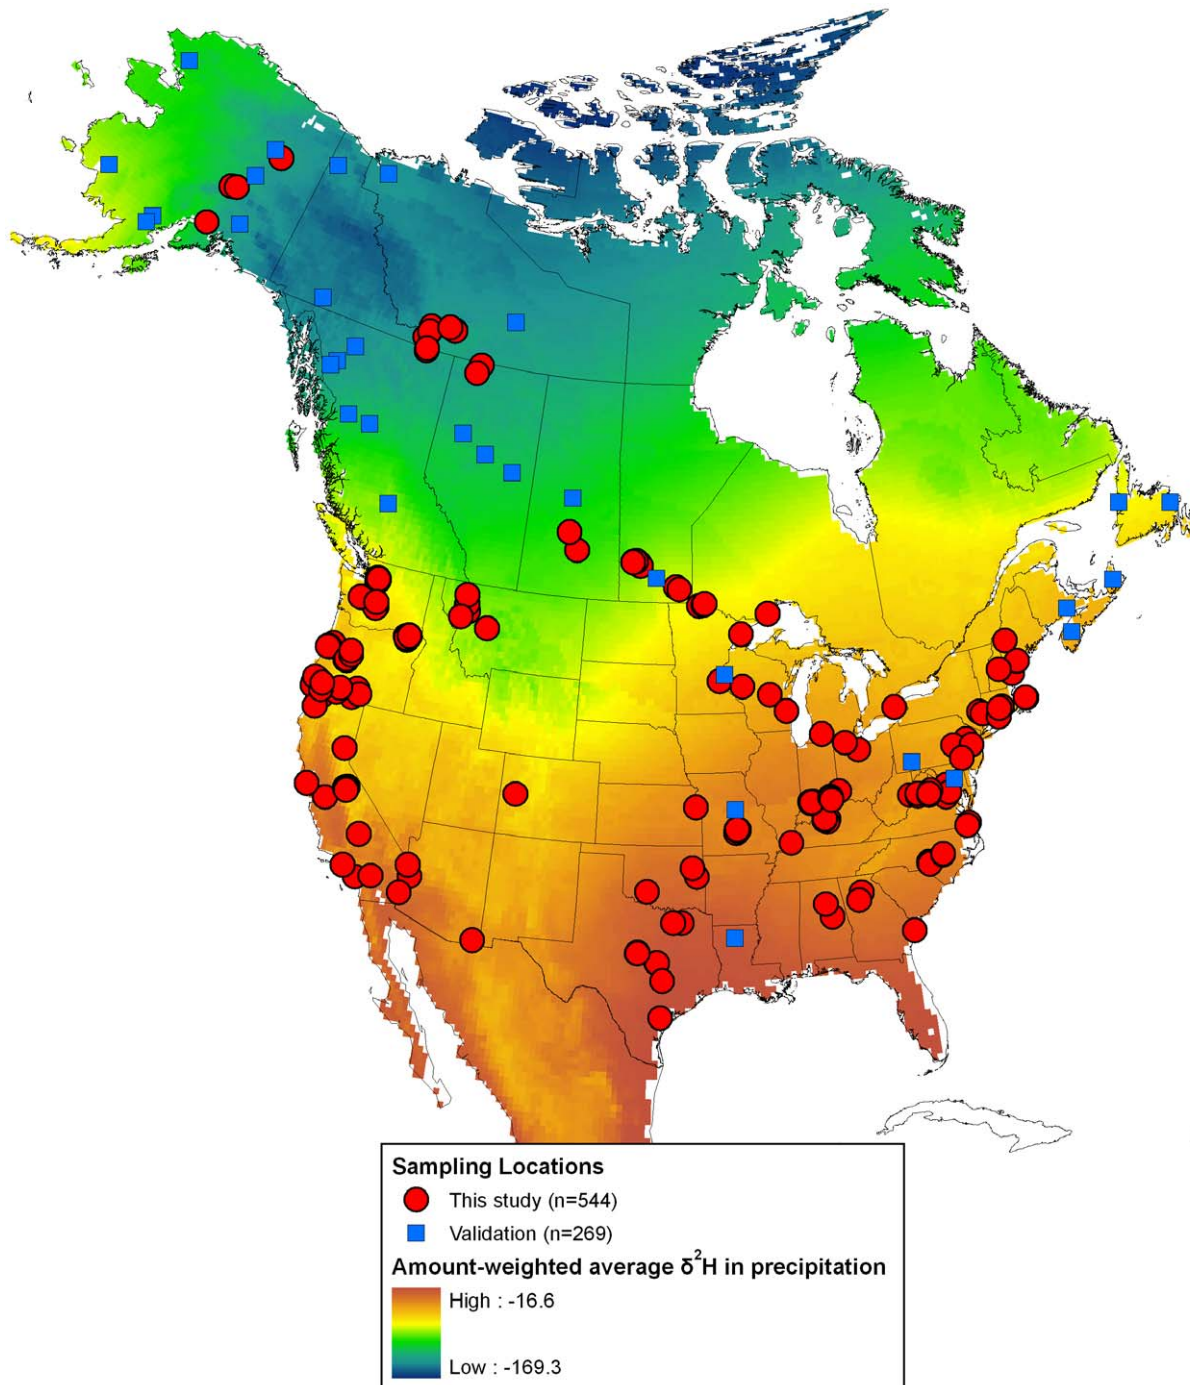 Sampling Locations
This study (n=544)
Validation (n=269)
Amount-weighted average δ²H in precipitation
High : -16.6
Low : -169.3